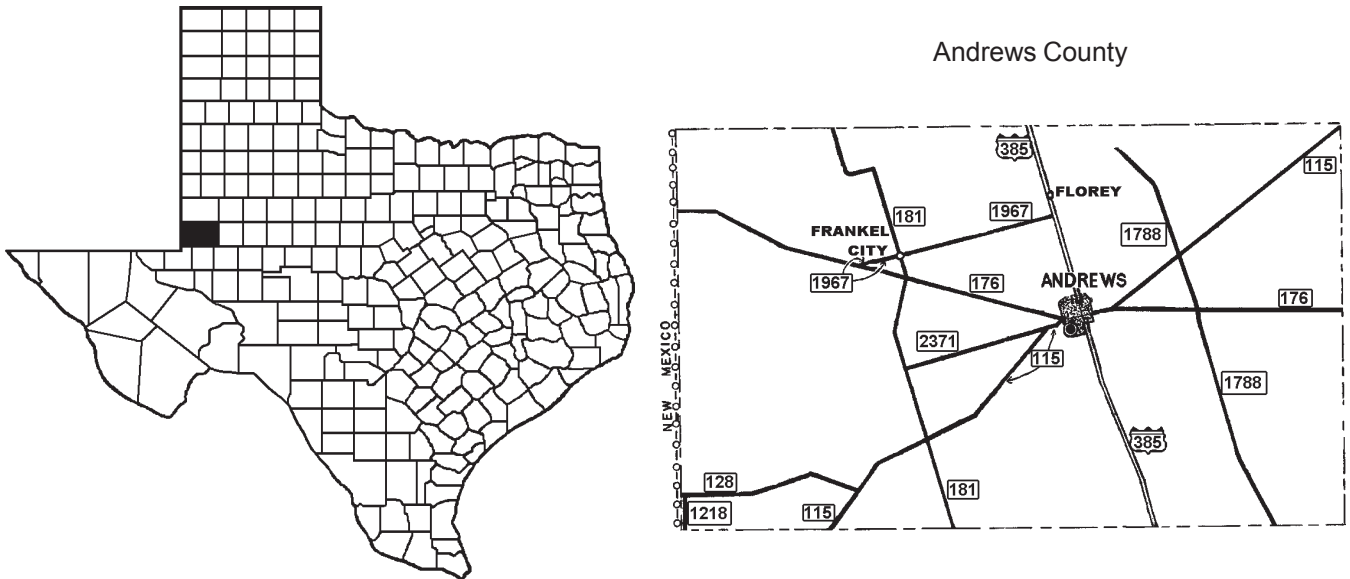 Andrews County
385
115
FLOREY
181
1967
FRANKEL
CITY
1788
1967
176
ANDREWS
176
2371
115
NEW MEXICO
1788
385
128
181
1218
115